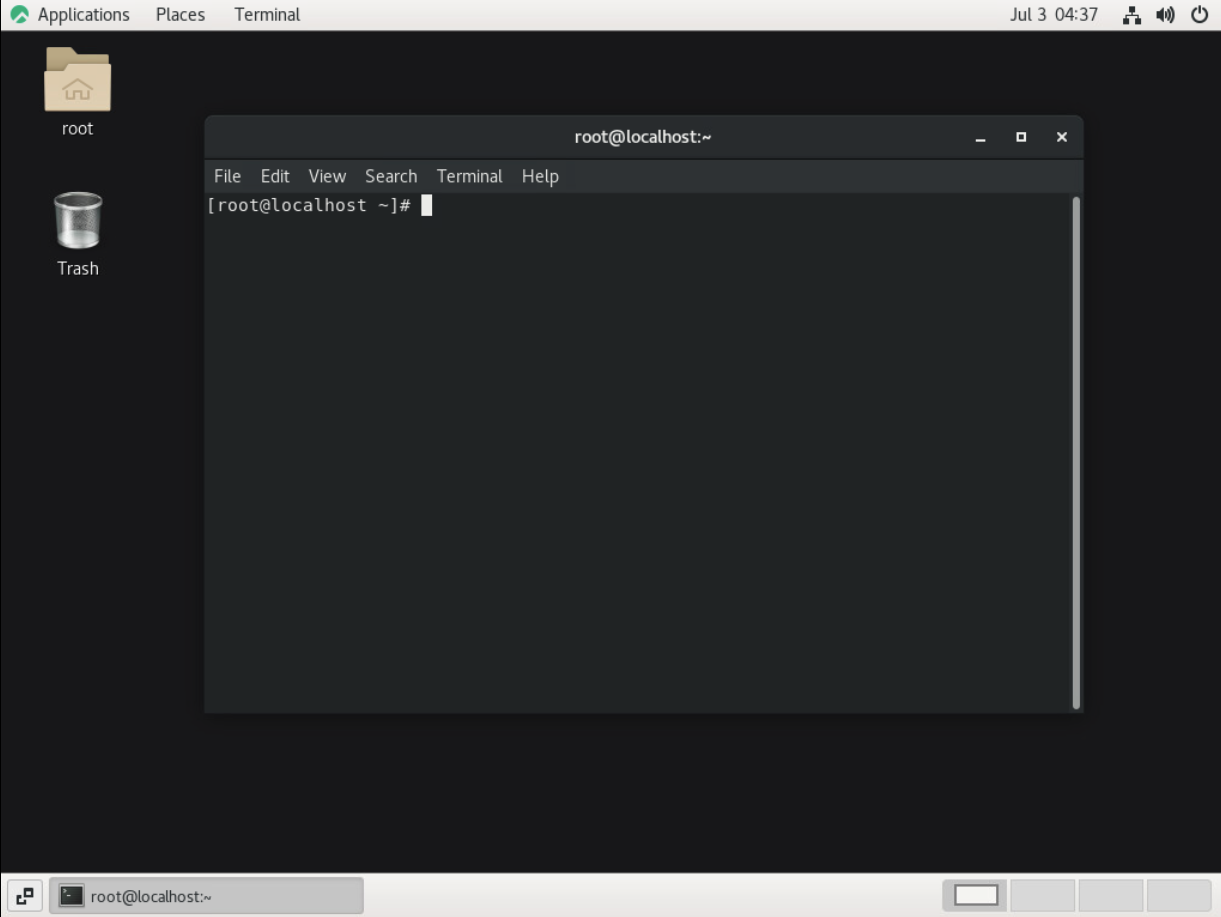 Applications Places Terminal Jul 3 04:37
root
Trash
root@localhost:~
File Edit View Search Terminal Help
[root@localhost ~]#
root@localhost:~